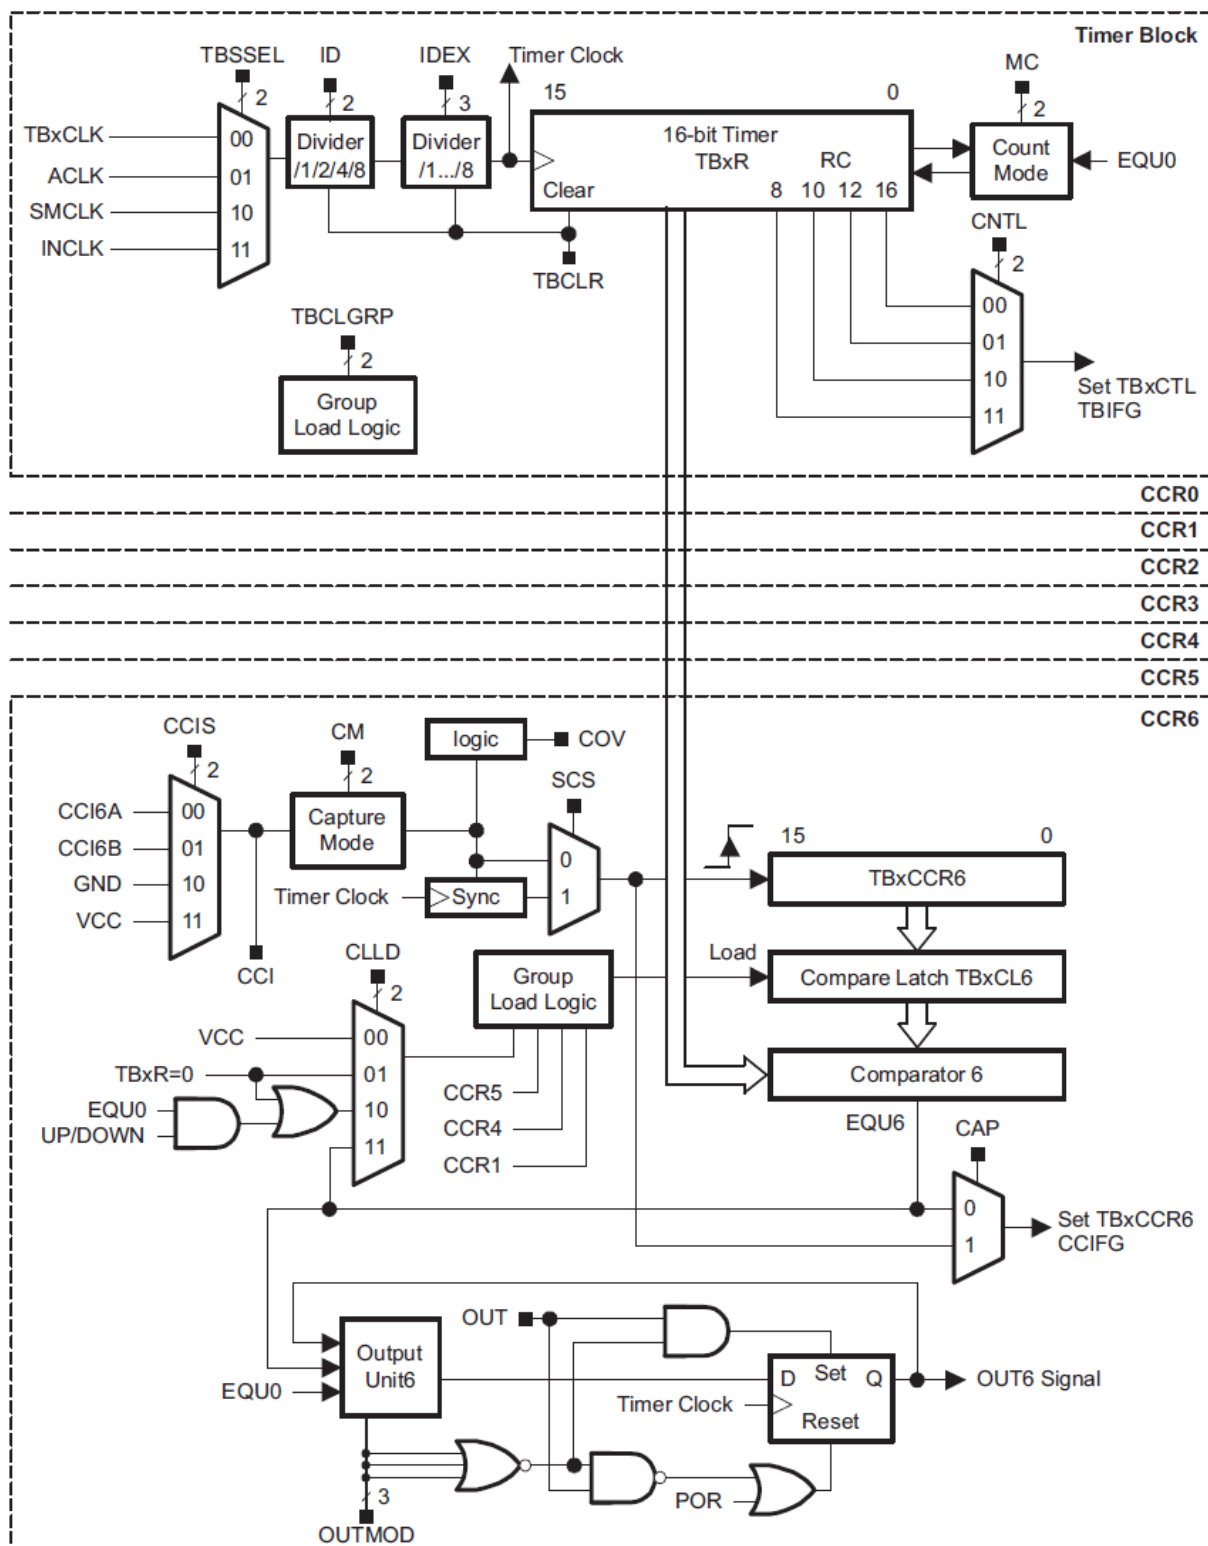 Timer Block
TBSSEL
ID
IDEX
Timer Clock
MC
2
2
3
15
0
2
TBxCLK
00
Divider
/1/2/4/8
Divider
/1.../8
16-bit Timer
TBxR
RC
Count
Mode
EQU0
ACLK
01
Clear
8
10
12
16
SMCLK
10
INCLK
11
CNTL
2
TBCLR
TBCLGRP
2
00
01
10
11
Group
Load Logic
Set TBxCTL
TBIFG
CCR0
CCR1
CCR2
CCR3
CCR4
CCR5
CCR6
CCIS
2
CM
2
logic
COV
SCS
CCI6A
00
CCI6B
01
GND
10
VCC
11
Capture
Mode
0
1
Timer Clock
Sync
15
0
TBxCCR6
CCI
CLLD
2
Group
Load Logic
Load
Compare Latch TBxCL6
VCC
00
TBxR=0
01
EQU0
10
UP/DOWN
11
CCR5
CCR4
CCR1
Comparator 6
EQU6
CAP
0
1
Set TBxCCR6
CCIFG
OUT
Output
Unit6
EQU0
D
Set
Q
Reset
Timer Clock
OUT6 Signal
POR
3
OUTMOD